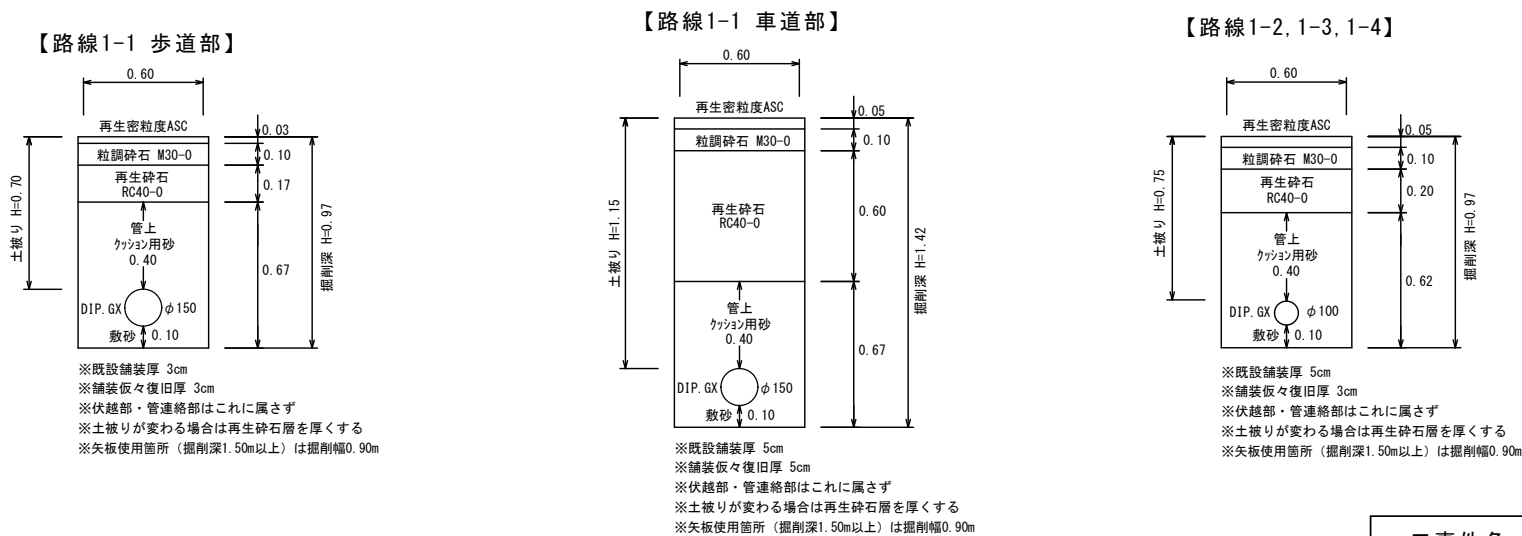 【路線1-1 歩道部】
0.60
再生密粒度ASC
0.03
粒調砕石 M30-0
0.10
再生砕石
RC40-0
0.17
土被り H=0.70
管上
クッション用砂
0.40
0.67
掘削深 H=0.97
DIP.GX
φ150
敷砂
0.10
※既設舗装厚 3cm
※舗装仮々復旧厚 3cm
※伏越部・管連絡部はこれに属さず
※土被りが変わる場合は再生砕石層を厚くする
※矢板使用箇所（掘削深1.50m以上）は掘削幅0.90m
【路線1-1 車道部】
0.60
再生密粒度ASC
0.05
粒調砕石 M30-0
0.10
再生砕石
RC40-0
0.60
土被り H=1.15
掘削深 H=1.42
管上
クッション用砂
0.40
0.67
DIP.GX
φ150
敷砂
0.10
※既設舗装厚 5cm
※舗装仮々復旧厚 5cm
※伏越部・管連絡部はこれに属さず
※土被りが変わる場合は再生砕石層を厚くする
※矢板使用箇所（掘削深1.50m以上）は掘削幅0.90m
【路線1-2,1-3,1-4】
0.60
再生密粒度ASC
0.05
粒調砕石 M30-0
0.10
再生砕石
RC40-0
0.20
土被り H=0.75
管上
クッション用砂
0.40
0.62
掘削深 H=0.97
DIP.GX
φ100
敷砂
0.10
※既設舗装厚 5cm
※舗装仮々復旧厚 3cm
※伏越部・管連絡部はこれに属さず
※土被りが変わる場合は再生砕石層を厚くする
※矢板使用箇所（掘削深1.50m以上）は掘削幅0.90m